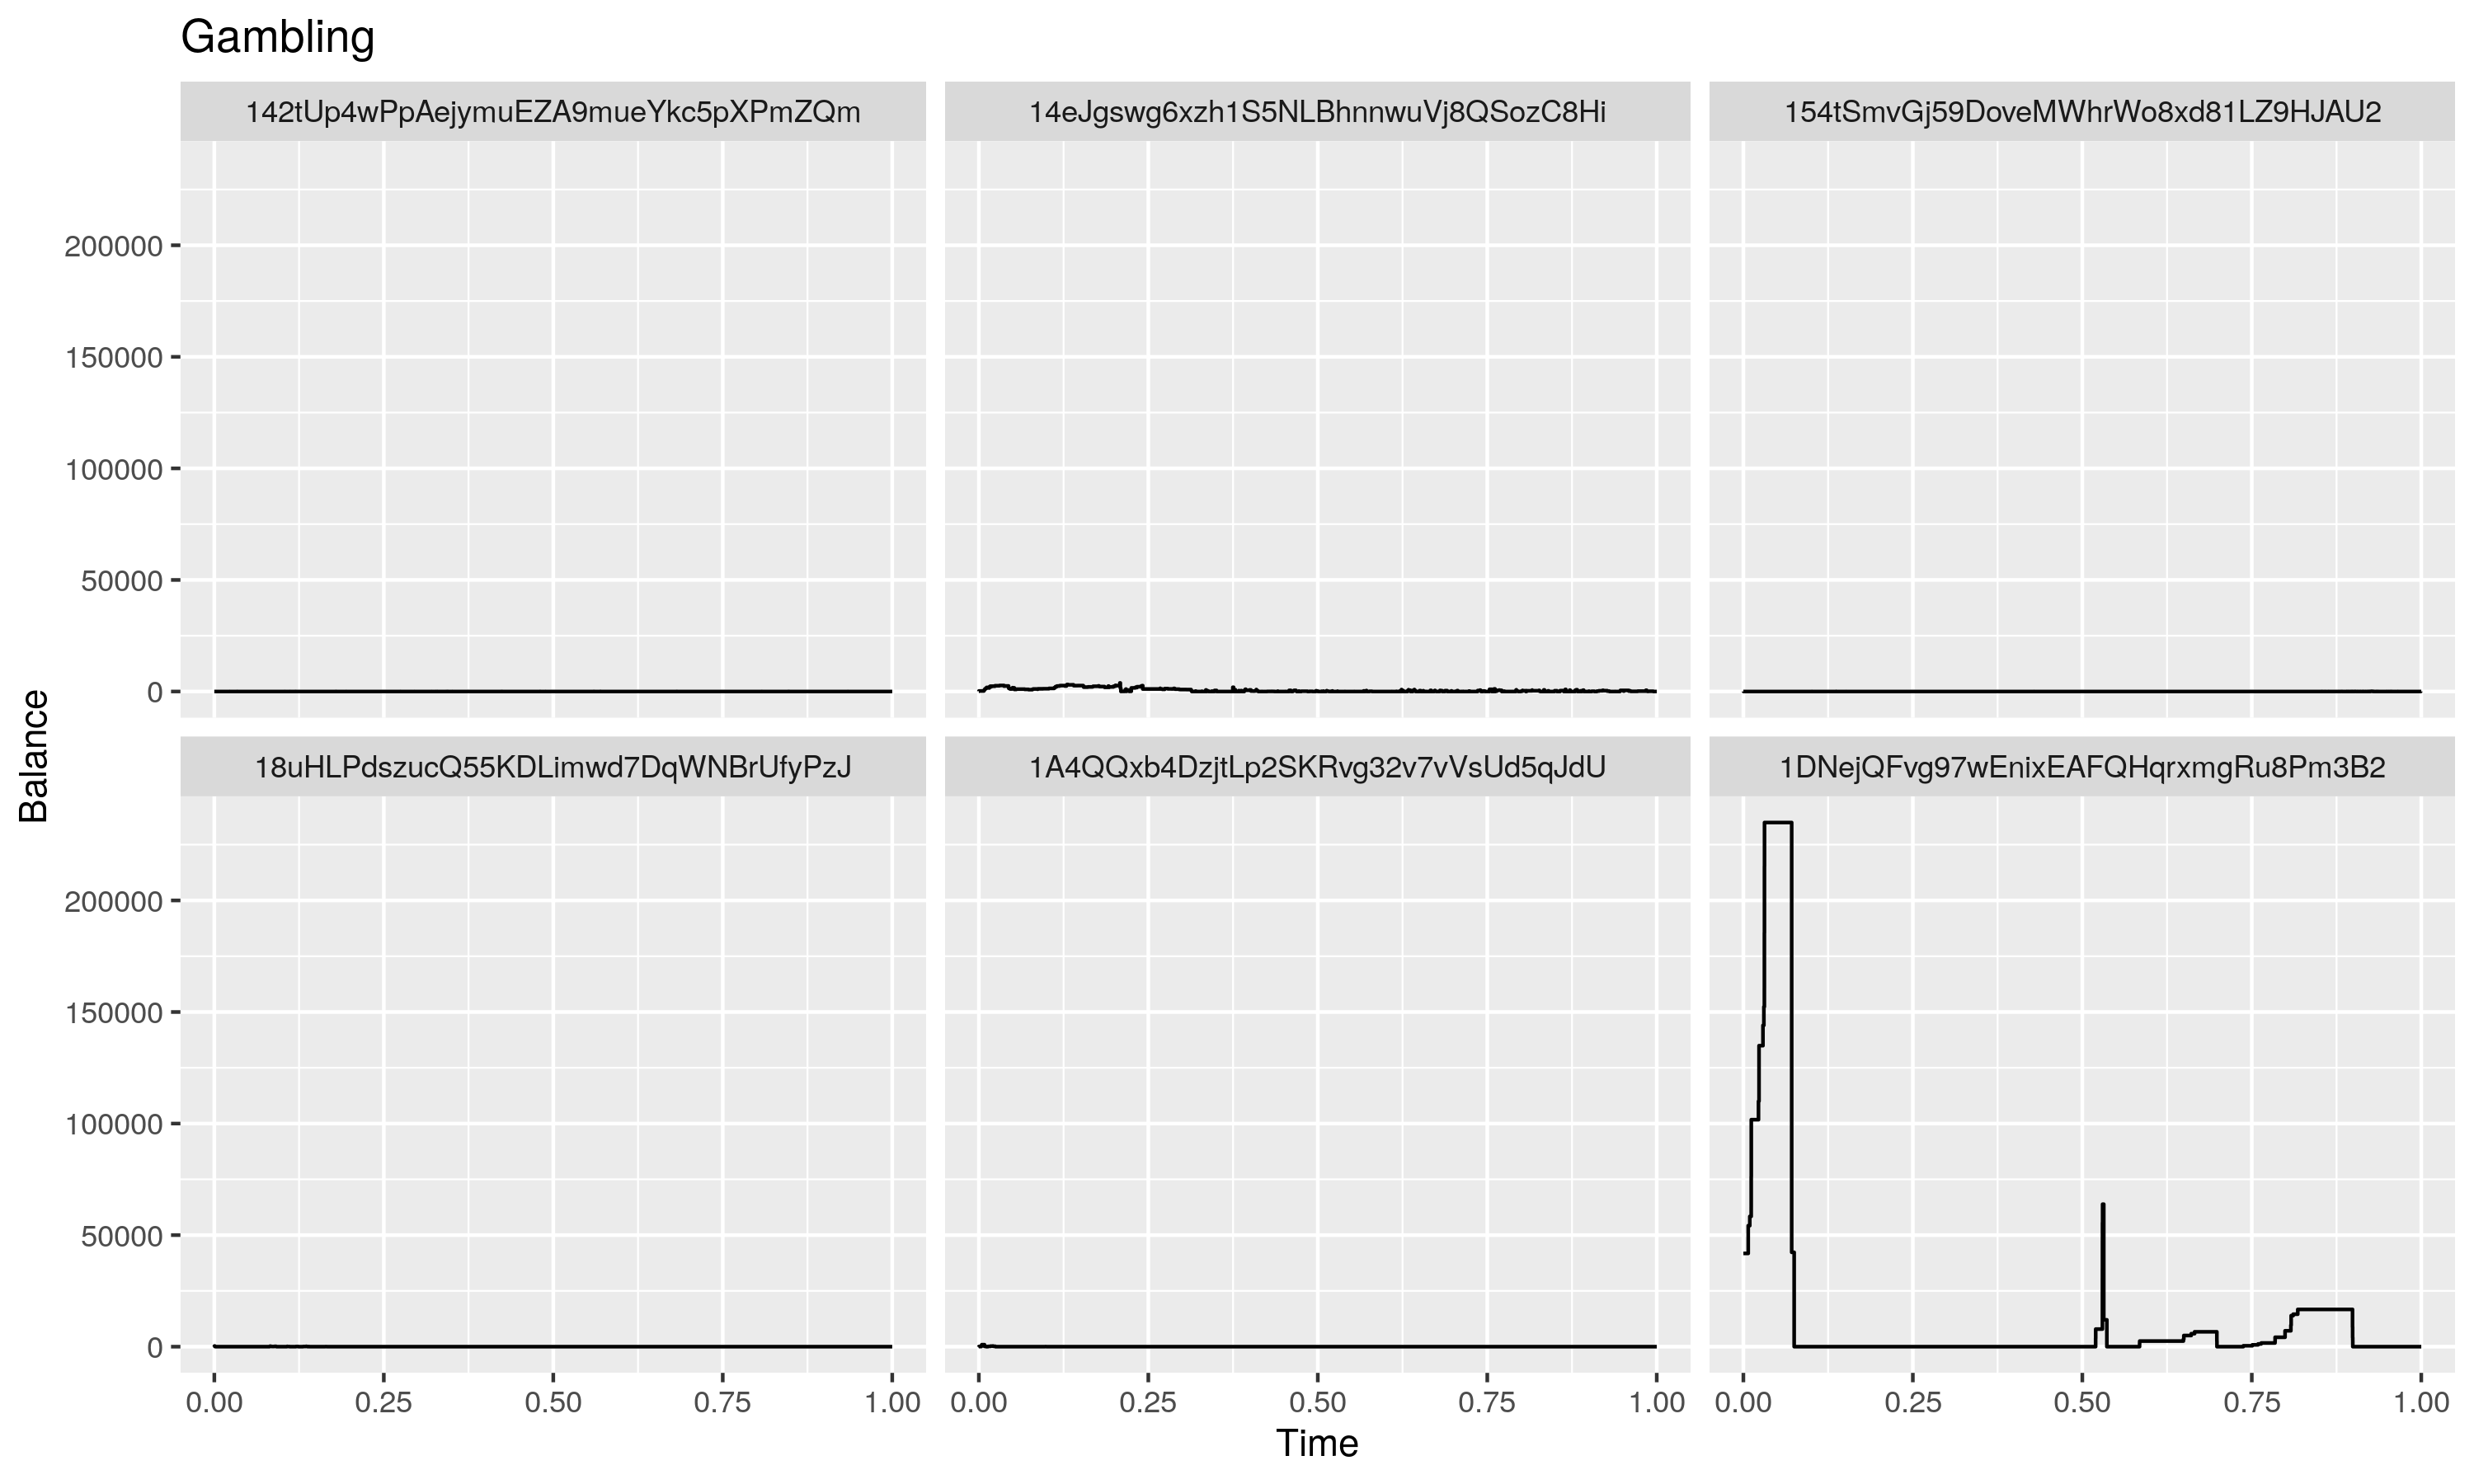 Gambling
142tUp4wPpAejymuEZA9mueYkc5pXPmZQm
14eJgswg6xzh1S5NLBhnnwuVj8QSozC8Hi
154tSmvGj59DoveMWhrWo8xd81LZ9HJAU2
200000
150000
100000
50000
0
Balance
18uHLPdszucQ55KDLimwd7DqWNBrUfyPzJ
1A4QQxb4DzjtLp2SKRvg32v7vVsUd5qJdU
1DNejQFvg97wEnixEAFQHqrxmgRu8Pm3B2
200000
150000
100000
50000
0
0.00 0.25 0.50 0.75 1.00
0.00 0.25 0.50 0.75 1.00
0.00 0.25 0.50 0.75 1.00
Time